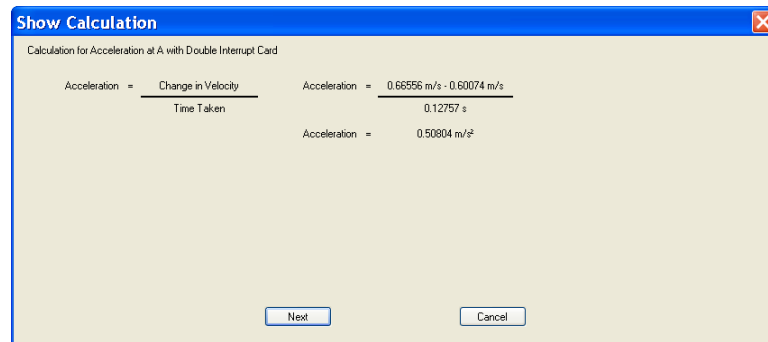 Show Calculation
Calculation for Acceleration at A with Double Interrupt Card
Acceleration = Change in Velocity Acceleration = 0.66556 m/s - 0.60074 m/s
Time Taken 0.12757 s
Acceleration = 0.50804 m/s²
Next Cancel